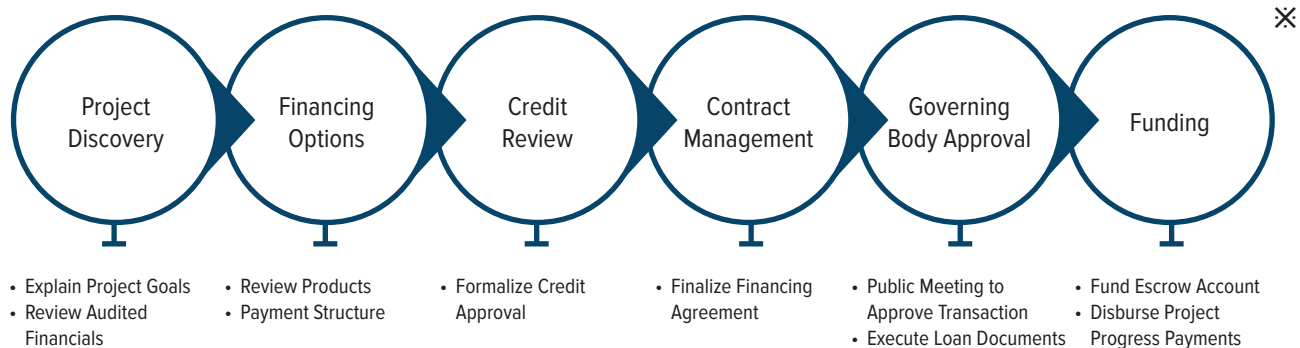 ※
Project
Discovery
Financing
Options
Credit
Review
Contract
Management
Governing
Body Approval
Funding
• Explain Project Goals
• Review Audited
Financials
• Review Products
• Payment Structure
• Formalize Credit
Approval
• Finalize Financing
Agreement
• Public Meeting to
Approve Transaction
• Execute Loan Documents
• Fund Escrow Account
• Disburse Project
Progress Payments